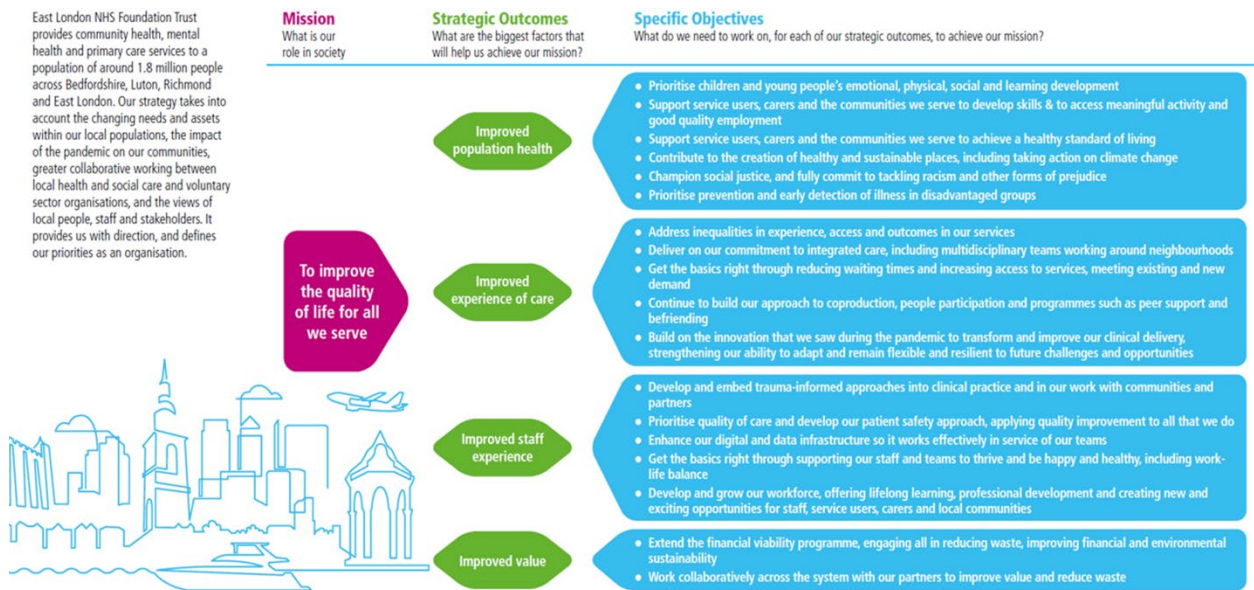 East London NHS Foundation Trust
provides community health, mental
health and primary care services to a
population of around 1.8 million people
across Bedfordshire, Luton, Richmond
and East London. Our strategy takes into
account the changing needs and assets
within our local populations, the impact
of the pandemic on our communities,
greater collaborative working between
local health and social care and voluntary
sector organisations, and the views of
local people, staff and stakeholders. It
provides us with direction, and defines
our priorities as an organisation.
Mission
What is our
role in society
To improve
the quality
of life for all
we serve
Strategic Outcomes
What are the biggest factors that
will help us achieve our mission?
Specific Objectives
What do we need to work on, for each of our strategic outcomes, to achieve our mission?
Improved
population health
• Prioritise children and young people's emotional, physical, social and learning development
• Support service users, carers and the communities we serve to develop skills & to access meaningful activity and
good quality employment
• Support service users, carers and the communities we serve to achieve a healthy standard of living
• Contribute to the creation of healthy and sustainable places, including taking action on climate change
• Champion social justice, and fully commit to tackling racism and other forms of prejudice
• Prioritise prevention and early detection of illness in disadvantaged groups
Improved
experience of care
• Address inequalities in experience, access and outcomes in our services
• Deliver on our commitment to integrated care, including multidisciplinary teams working around neighbourhoods
• Get the basics right through reducing waiting times and increasing access to services, meeting existing and new
demand
• Continue to build our approach to coproduction, people participation and programmes such as peer support and
befriending
• Build on the innovation that we saw during the pandemic to transform and improve our clinical delivery,
strengthening our ability to adapt and remain flexible and resilient to future challenges and opportunities
Improved staff
experience
• Develop and embed trauma-informed approaches into clinical practice and in our work with communities and
partners
• Prioritise quality of care and develop our patient safety approach, applying quality improvement to all that we do
• Enhance our digital and data infrastructure so it works effectively in service of our teams
• Get the basics right through supporting our staff and teams to thrive and be happy and healthy, including work-
life balance
• Develop and grow our workforce, offering lifelong learning, professional development and creating new and
exciting opportunities for staff, service users, carers and local communities
Improved value
• Extend the financial viability programme, engaging all in reducing waste, improving financial and environmental
sustainability
• Work collaboratively across the system with our partners to improve value and reduce waste